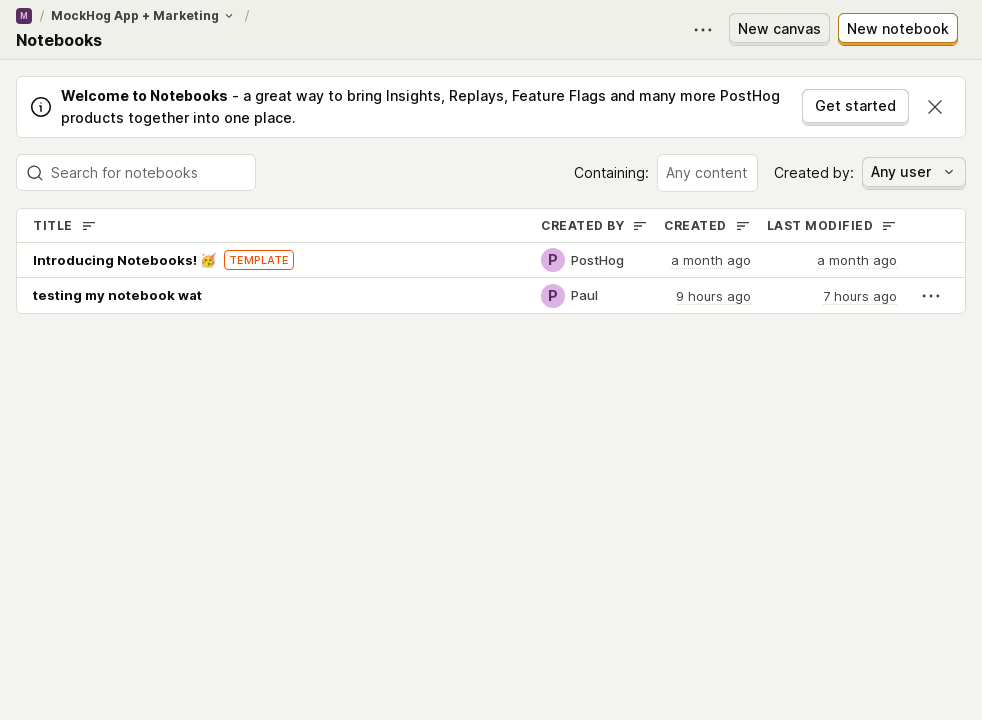 M / MockHog App + Marketing /
Notebooks
New canvas
New notebook
Welcome to Notebooks - a great way to bring Insights, Replays, Feature Flags and many more PostHog
products together into one place.
Get started
Search for notebooks
Containing: Any content
Created by: Any user
TITLE CREATED BY CREATED LAST MODIFIED
Introducing Notebooks! 🥳 TEMPLATE P PostHog a month ago a month ago
testing my notebook wat P Paul 9 hours ago 7 hours ago